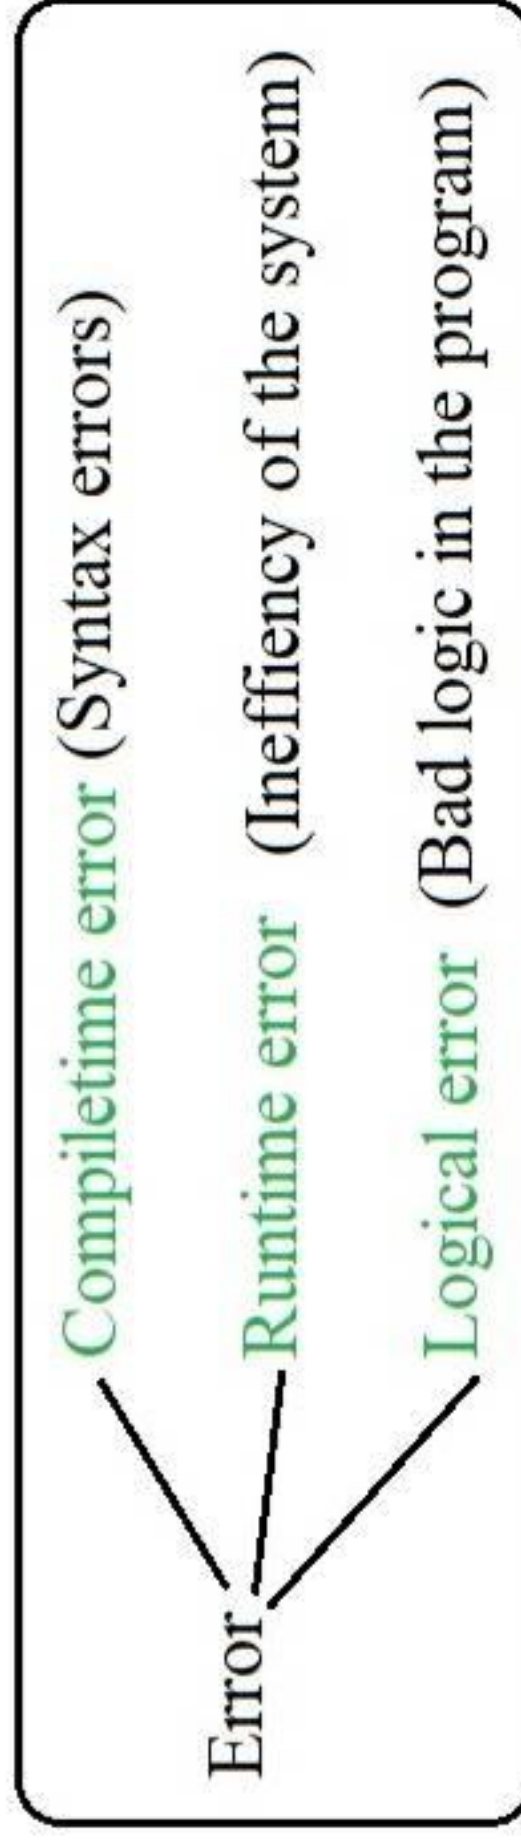 Error
Compiletime error (Syntax errors)
Runtime error (Ineffiency of the system)
Logical error (Bad logic in the program)